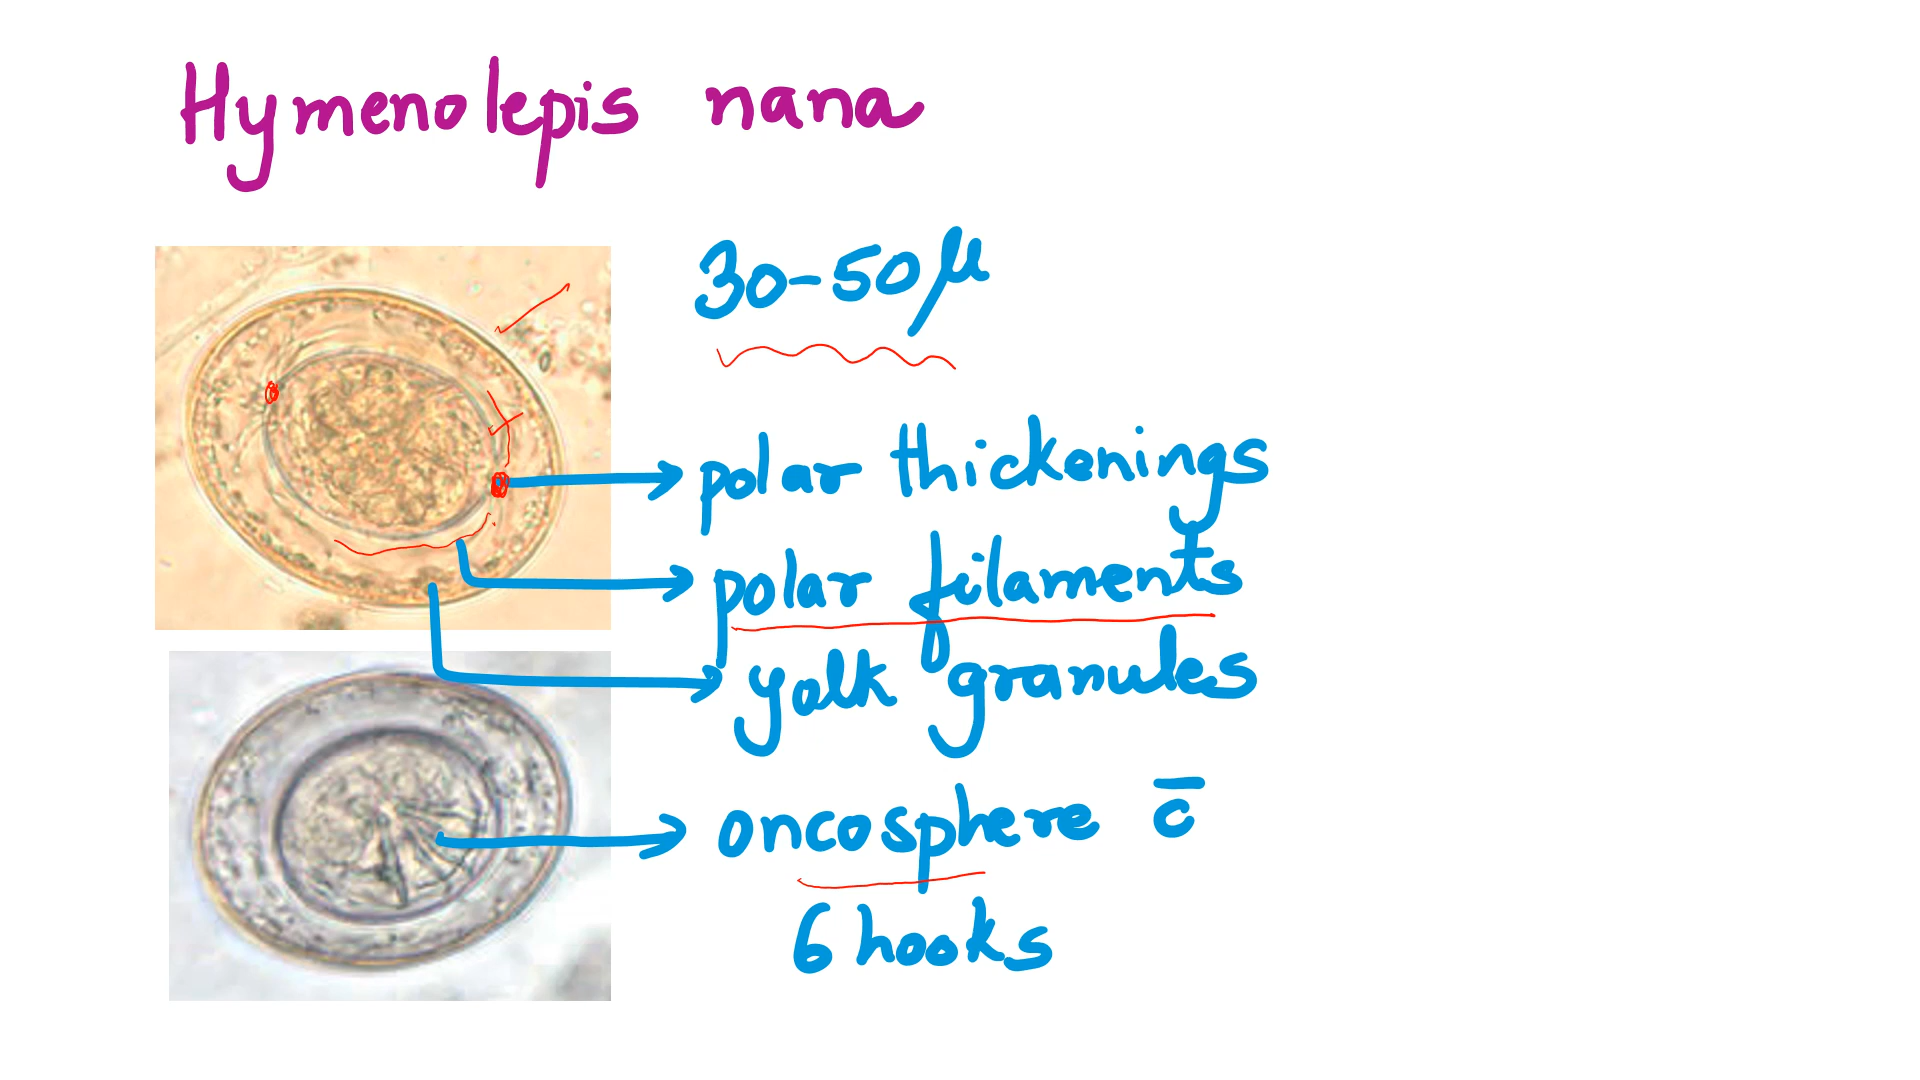 Hymenolepis nana
30-50µ
polar thickenings
polar filaments
yolk granules
oncosphere c̄
6 hooks